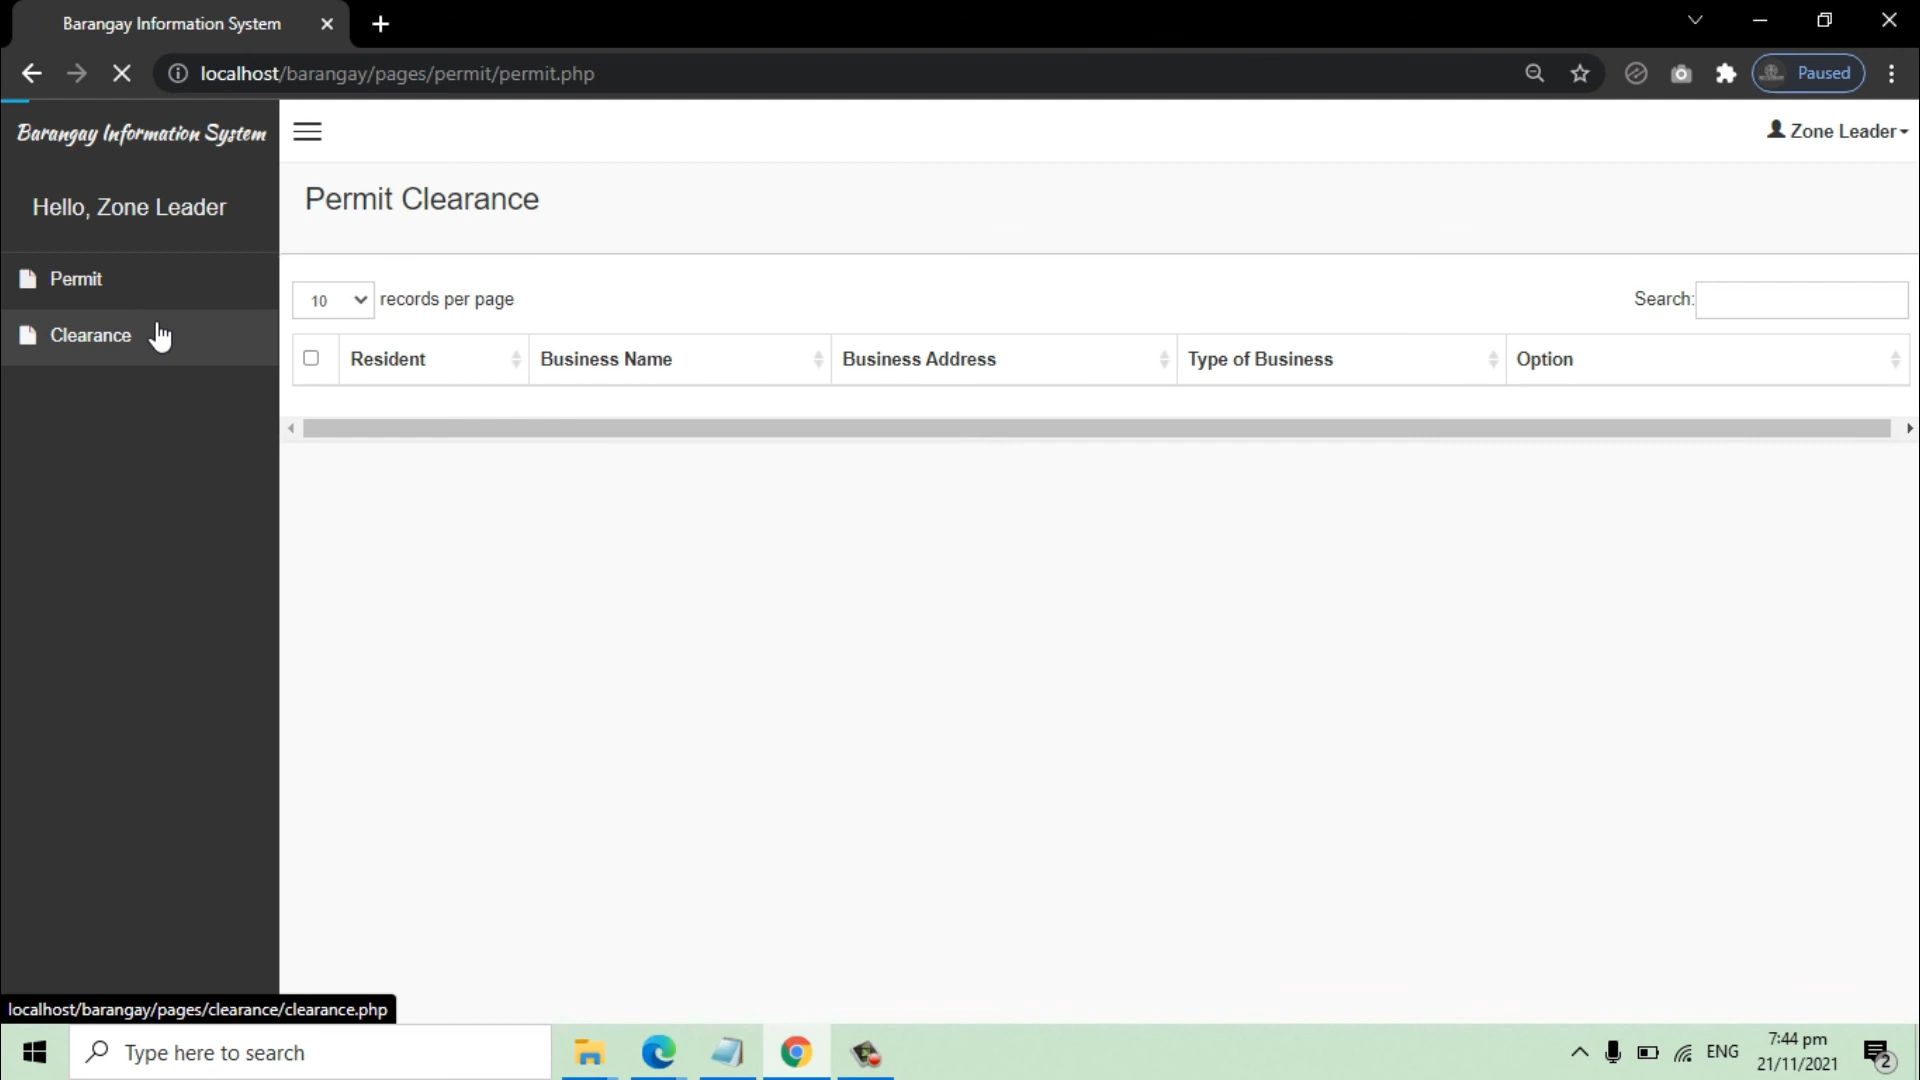 Barangay Information System
localhost/barangay/pages/permit/permit.php
Paused
Barangay Information System
Zone Leader
Hello, Zone Leader
Permit Clearance
Permit
Clearance
10 records per page
Search:
Resident Business Name Business Address Type of Business Option
localhost/barangay/pages/clearance/clearance.php
Type here to search
ENG
7:44 pm
21/11/2021
2